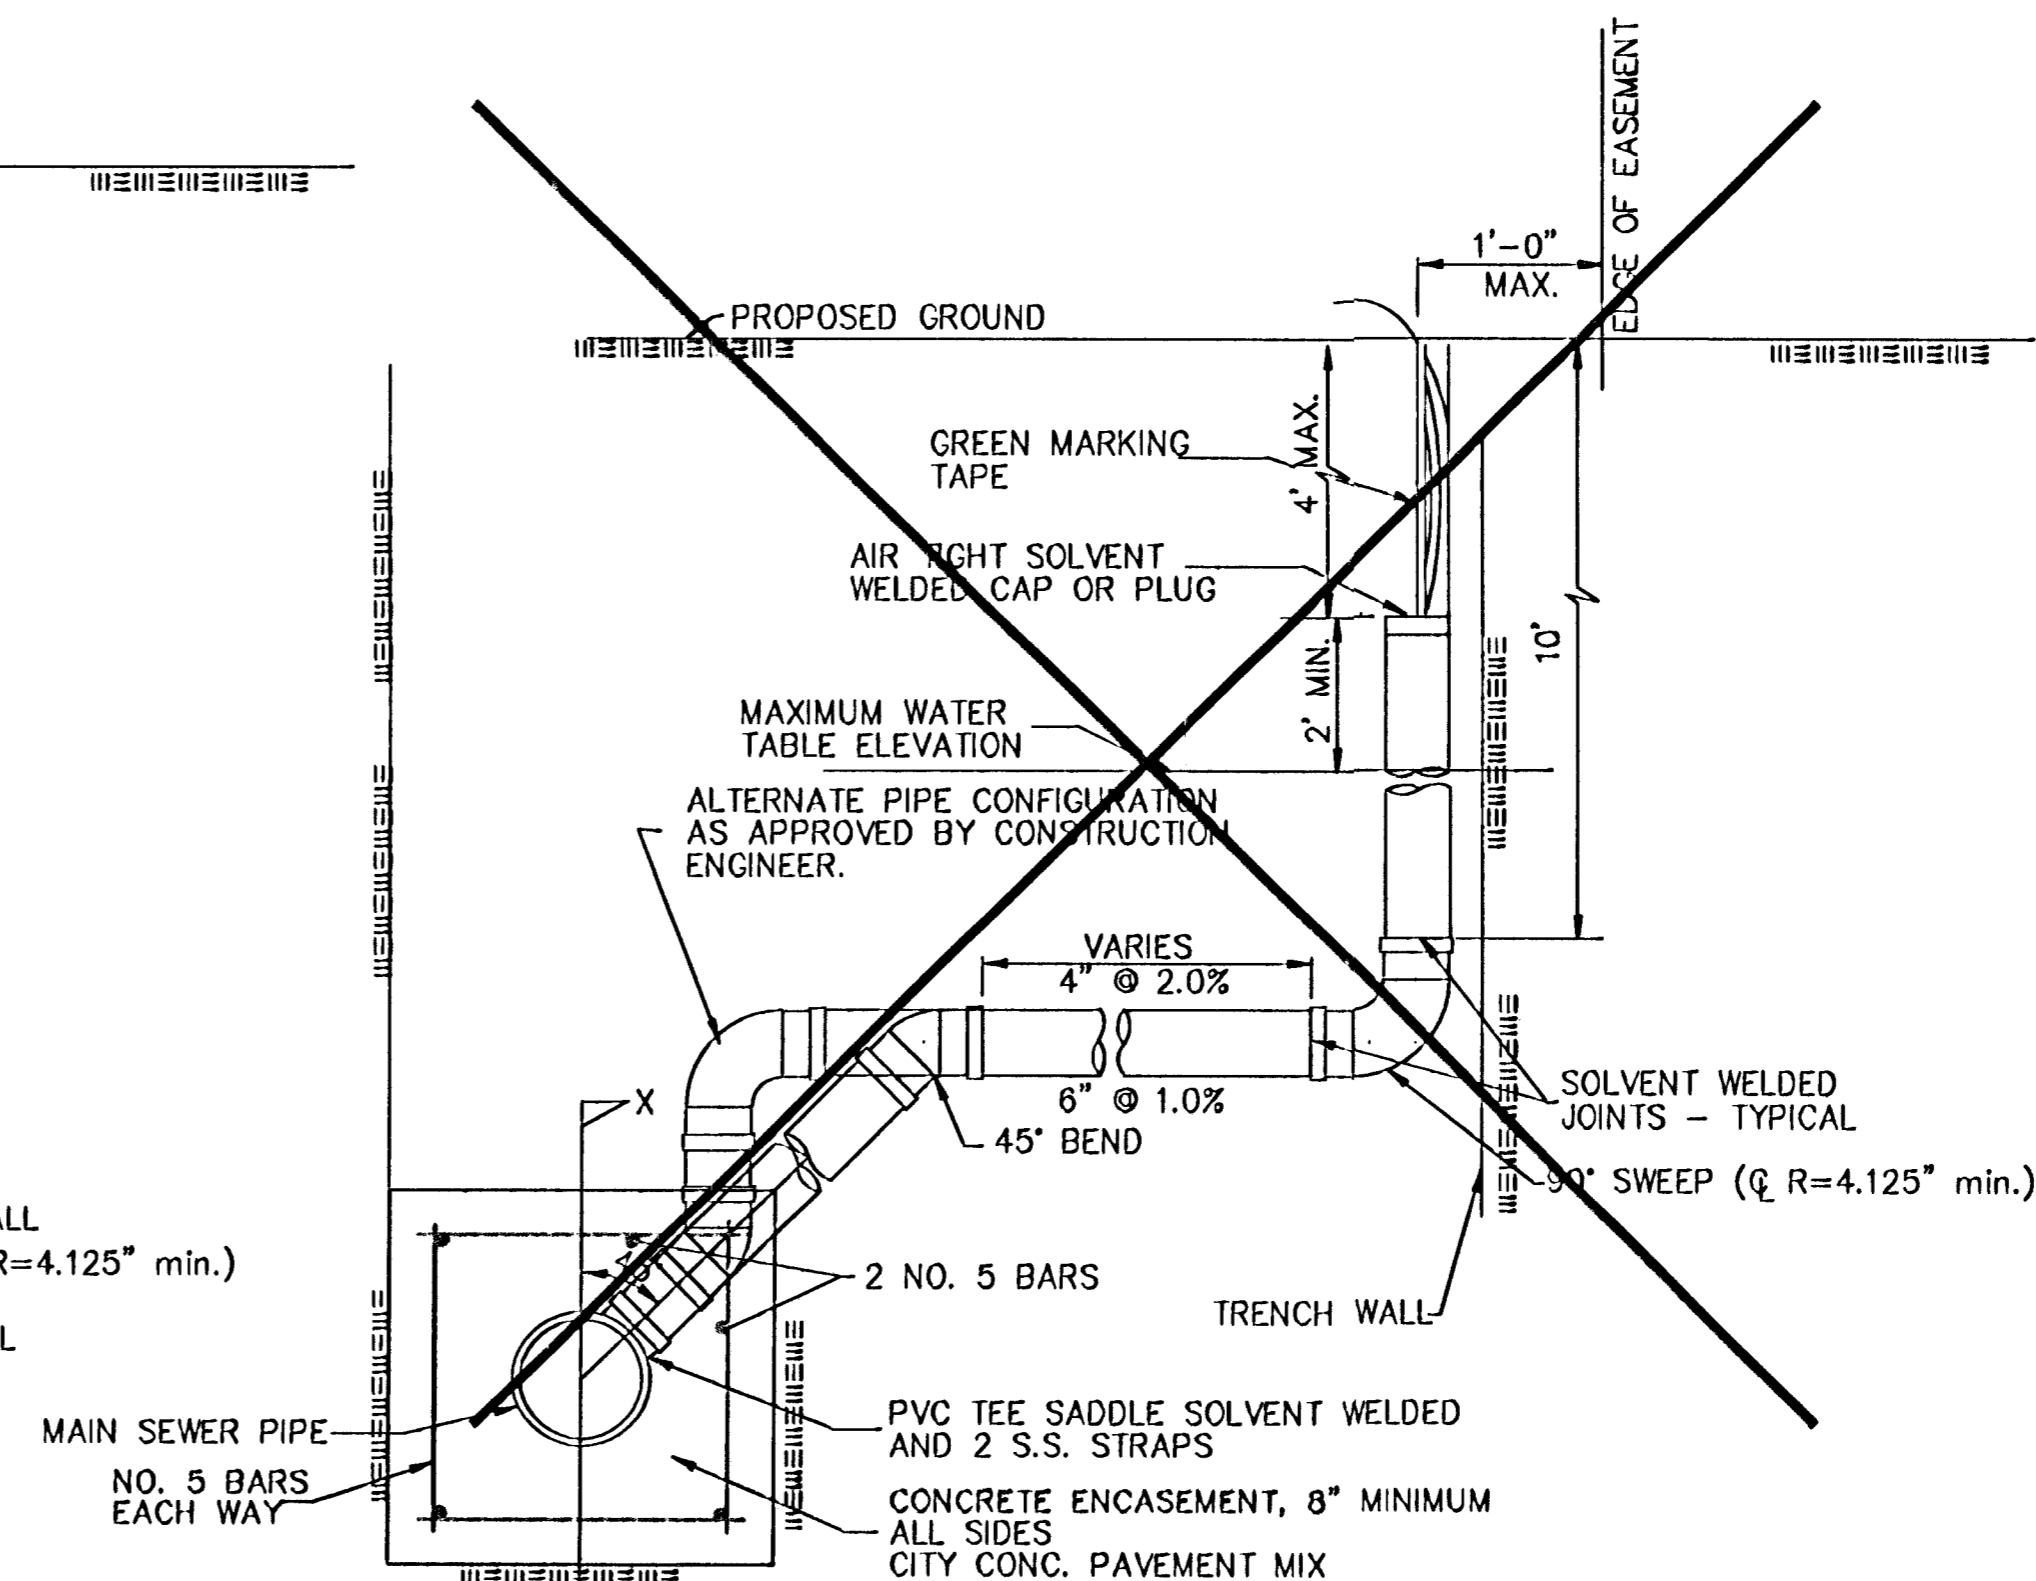 EDGE OF EASEMENT
1'-0"
MAX.
PROPOSED GROUND
4' MAX.
GREEN MARKING
TAPE
AIR TIGHT SOLVENT
WELDED CAP OR PLUG
10'
2' MIN.
MAXIMUM WATER
TABLE ELEVATION
ALTERNATE PIPE CONFIGURATION
AS APPROVED BY CONSTRUCTION
ENGINEER.
VARIES
4" @ 2.0%
6" @ 1.0%
X
45° BEND
SOLVENT WELDED
JOINTS - TYPICAL
90° SWEEP (℄ R=4.125" min.)
ALL
R=4.125" min.)
2 NO. 5 BARS
TRENCH WALL
L
MAIN SEWER PIPE
PVC TEE SADDLE SOLVENT WELDED
AND 2 S.S. STRAPS
NO. 5 BARS
EACH WAY
CONCRETE ENCASEMENT, 8" MINIMUM
ALL SIDES
CITY CONC. PAVEMENT MIX